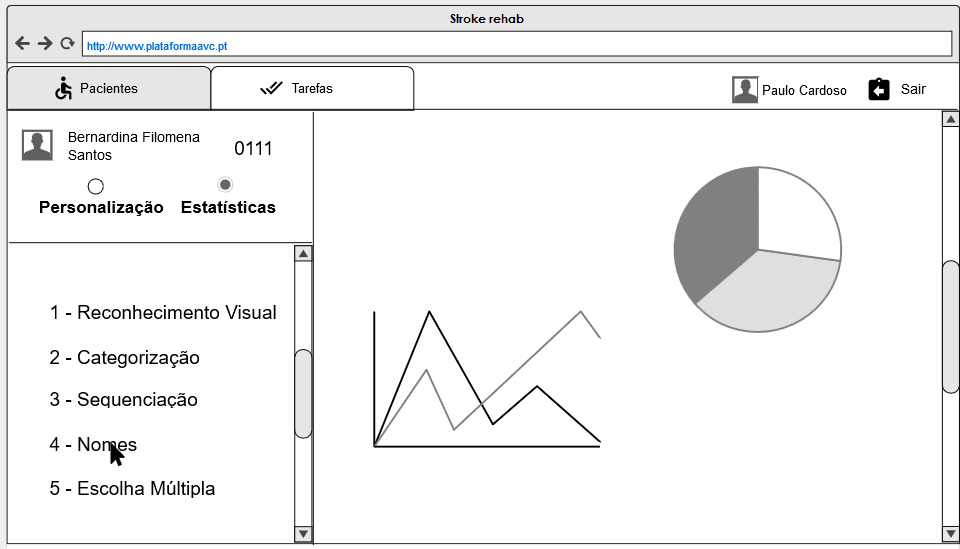 Stroke rehab
http://www.plataformaavc.pt
Pacientes
Tarefas
Paulo Cardoso
Sair
Bernardina Filomena
Santos
0111
Personalização
Estatísticas
1 - Reconhecimento Visual
2 - Categorização
3 - Sequenciação
4 - Nomes
5 - Escolha Múltipla